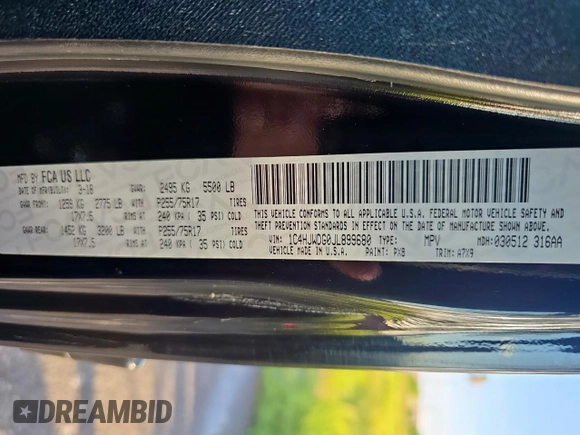 MFD BY FCA US LLC
DATE OF MFR/BUILT: 3-18 GVWR: 2495 KG 5500 LB
GAWR FRONT: 1259 KG 2775 LB WITH P255/75R17 TIRES
17X7.5 RIMS AT 240 KPA ( 35 PSI) COLD
GAWR REAR: 1452 KG 3200 LB WITH P255/75R17 TIRES
17X7.5 RIMS AT 240 KPA ( 35 PSI) COLD
THIS VEHICLE CONFORMS TO ALL APPLICABLE U.S.A. FEDERAL MOTOR VEHICLE SAFETY AND
THEFT PREVENTION STANDARDS IN EFFECT ON THE DATE OF MANUFACTURE SHOWN ABOVE.
VIN: 1C4HJWDG0JL899680 TYPE: MPV MDH: 030512 316AA
VEHICLE MADE IN U.S.A. PAINT: PX8 TRIM: A7X9
DREAMBID